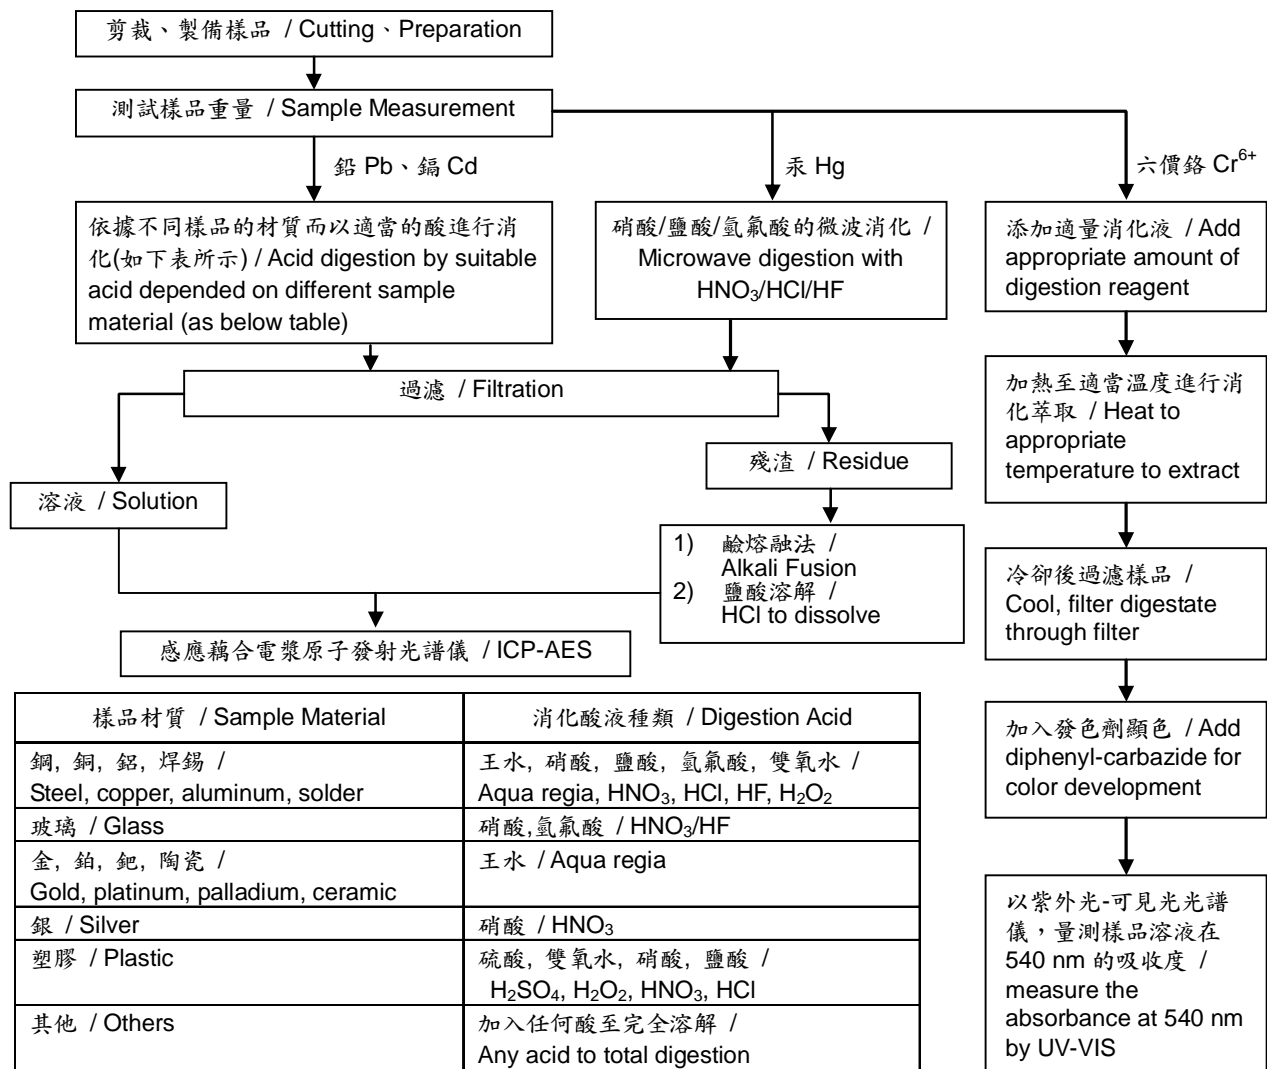 剪裁、製備樣品 / Cutting、Preparation
測試樣品重量 / Sample Measurement
鉛 Pb、鎘 Cd
汞 Hg
六價鉻 Cr⁶⁺
依據不同樣品的材質而以適當的酸進行消
化(如下表所示) / Acid digestion by suitable
acid depended on different sample
material (as below table)
硝酸/鹽酸/氫氟酸的微波消化 /
Microwave digestion with
HNO₃/HCl/HF
添加適量消化液 / Add
appropriate amount of
digestion reagent
過濾 / Filtration
加熱至適當溫度進行消
化萃取 / Heat to
appropriate
temperature to extract
溶液 / Solution
殘渣 / Residue
1) 鹼熔融法 /
Alkali Fusion
2) 鹽酸溶解 /
HCl to dissolve
冷卻後過濾樣品 /
Cool, filter digestate
through filter
感應藕合電漿原子發射光譜儀 / ICP-AES
加入發色劑顯色 / Add
diphenyl-carbazide for
color development
以紫外光-可見光光譜
儀，量測樣品溶液在
540 nm 的吸收度 /
measure the
absorbance at 540 nm
by UV-VIS
樣品材質 / Sample Material
消化酸液種類 / Digestion Acid
鋼, 銅, 鋁, 焊錫 /
Steel, copper, aluminum, solder
王水, 硝酸, 鹽酸, 氫氟酸, 雙氧水 /
Aqua regia, HNO₃, HCl, HF, H₂O₂
玻璃 / Glass
硝酸,氫氟酸 / HNO₃/HF
金, 鉑, 鈀, 陶瓷 /
Gold, platinum, palladium, ceramic
王水 / Aqua regia
銀 / Silver
硝酸 / HNO₃
塑膠 / Plastic
硫酸, 雙氧水, 硝酸, 鹽酸 /
H₂SO₄, H₂O₂, HNO₃, HCl
其他 / Others
加入任何酸至完全溶解 /
Any acid to total digestion